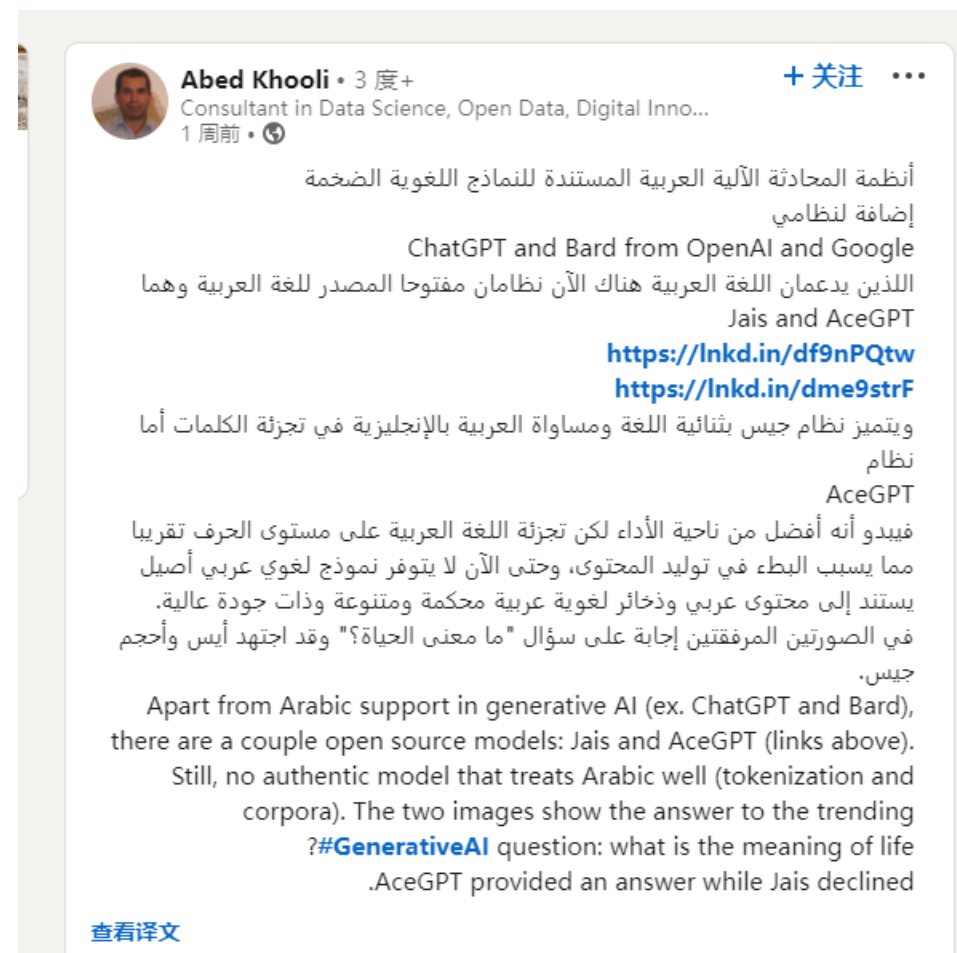 Abed Khooli • 3 度+
+ 关注 •••
Consultant in Data Science, Open Data, Digital Inno...
1 周前 •
أنظمة المحادثة الآلية العربية المستندة للنماذج اللغوية الضخمة
إضافة لنظامي
ChatGPT and Bard from OpenAI and Google
اللذين يدعمان اللغة العربية هناك الآن نظامان مفتوحا المصدر للغة العربية وهما
Jais and AceGPT
https://lnkd.in/df9nPQtw
https://lnkd.in/dme9strF
ويتميز نظام جيس بثنائية اللغة ومساواة العربية بالإنجليزية في تجزئة الكلمات أما
نظام
AceGPT
فيبدو أنه أفضل من ناحية الأداء لكن تجزئة اللغة العربية على مستوى الحرف تقريبا
مما يسبب البطء في توليد المحتوى، وحتى الآن لا يتوفر نموذج لغوي عربي أصيل
يستند إلى محتوى عربي وذخائر لغوية عربية محكمة ومتنوعة وذات جودة عالية.
في الصورتين المرفقتين إجابة على سؤال "ما معنى الحياة؟" وقد اجتهد أيس وأحجم
جيس.
Apart from Arabic support in generative AI (ex. ChatGPT and Bard),
there are a couple open source models: Jais and AceGPT (links above).
Still, no authentic model that treats Arabic well (tokenization and
corpora). The two images show the answer to the trending
?#GenerativeAI question: what is the meaning of life
.AceGPT provided an answer while Jais declined
查看译文